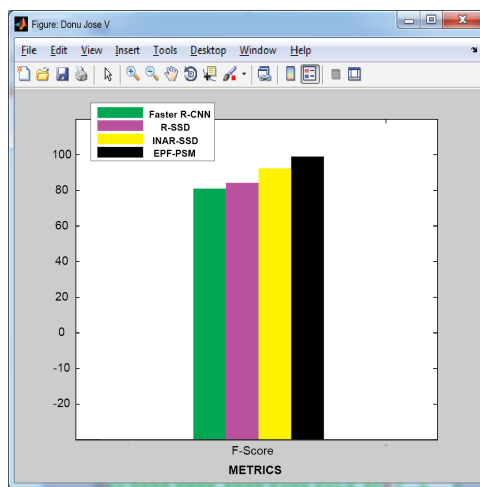 Figure: Donu Jose V
File Edit View Insert Tools Desktop Window Help
Faster R-CNN
R-SSD
INAR-SSD
EPF-PSM
100
80
60
40
20
0
-10
-20
F-Score
METRICS